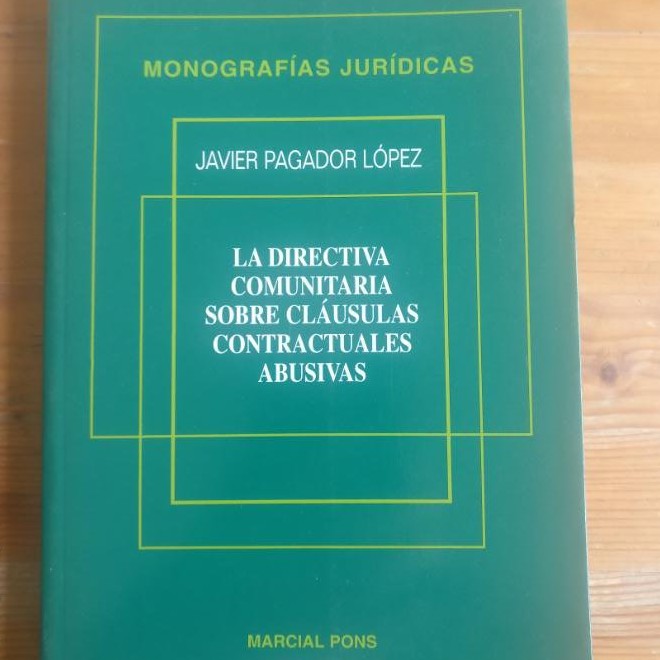 MONOGRAFÍAS JURÍDICAS
JAVIER PAGADOR LÓPEZ
LA DIRECTIVA
COMUNITARIA
SOBRE CLÁUSULAS
CONTRACTUALES
ABUSIVAS
MARCIAL PONS